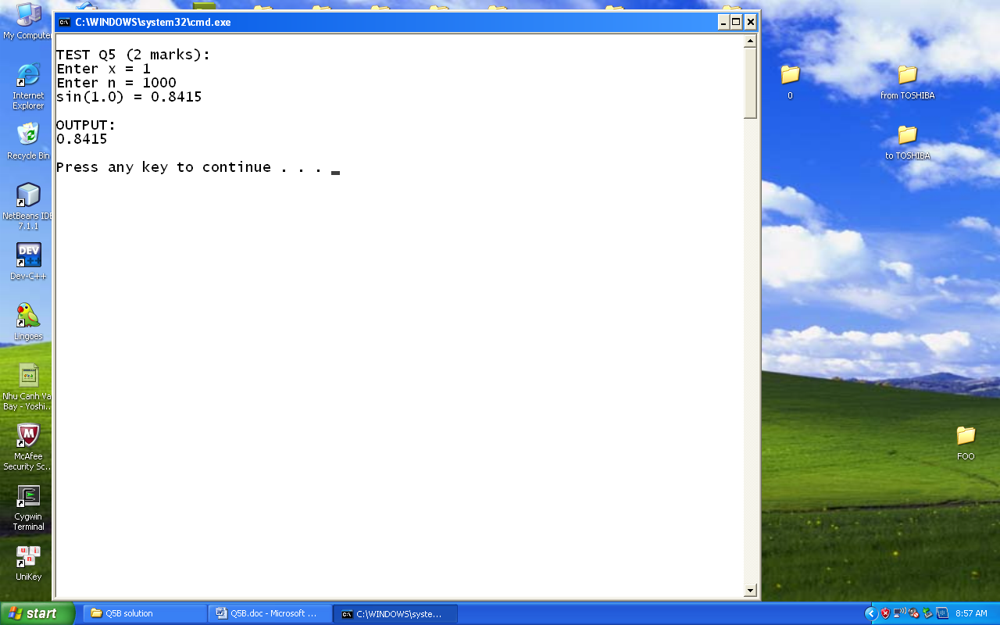 C:\WINDOWS\system32\cmd.exe
TEST Q5 (2 marks):
Enter x = 1
Enter n = 1000
sin(1.0) = 0.8415
OUTPUT:
0.8415
Press any key to continue . . .
My Computer
Internet
Explorer
Recycle Bin
NetBeans IDE
7.1.1
Dev-C++
Lingoes
Nhu Canh Va
Bay - Yoshi...
McAfee
Security Sc...
Cygwin
Terminal
UniKey
0
from TOSHIBA
to TOSHIBA
FOO
start
Q5B solution
Q5B.doc - Microsoft ...
C:\WINDOWS\syste...
8:57 AM